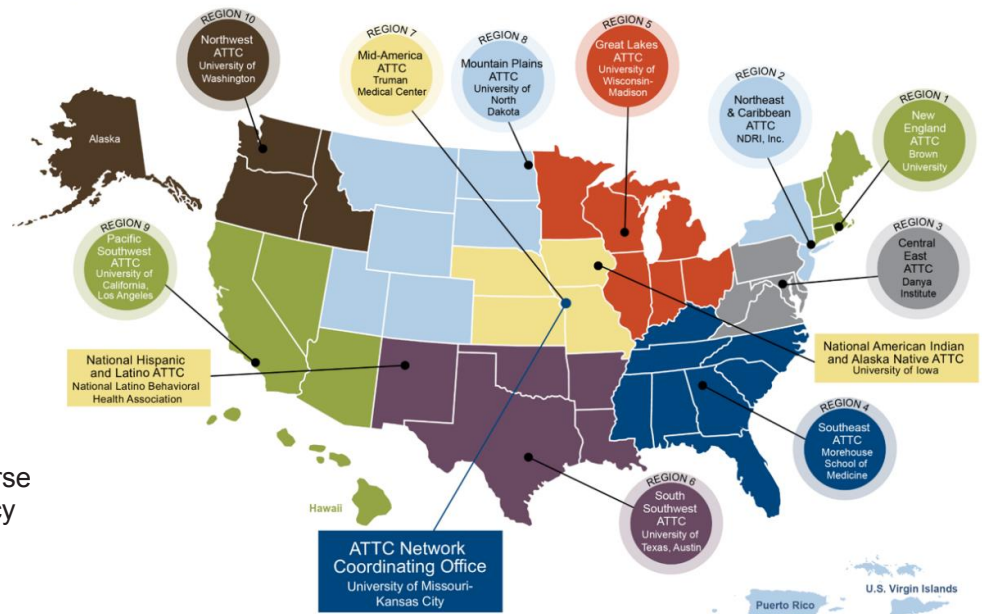 REGION 10
Northwest
ATTC
University of
Washington
REGION 7
Mid-America
ATTC
Truman
Medical Center
REGION 8
Mountain Plains
ATTC
University of
North
Dakota
REGION 5
Great Lakes
ATTC
University of
Wisconsin-
Madison
REGION 2
Northeast
& Caribbean
ATTC
NDRI, Inc.
REGION 1
New
England
ATTC
Brown
University
Alaska
REGION 9
Pacific
Southwest
ATTC
University of
California,
Los Angeles
REGION 3
Central
East
ATTC
Danya
Institute
National Hispanic
and Latino ATTC
National Latino Behavioral
Health Association
National American Indian
and Alaska Native ATTC
University of Iowa
REGION 4
Southeast
ATTC
Morehouse
School of
Medicine
Hawaii
REGION 6
South
Southwest
ATTC
University of
Texas, Austin
ATTC Network
Coordinating Office
University of Missouri-
Kansas City
U.S. Virgin Islands
Puerto Rico